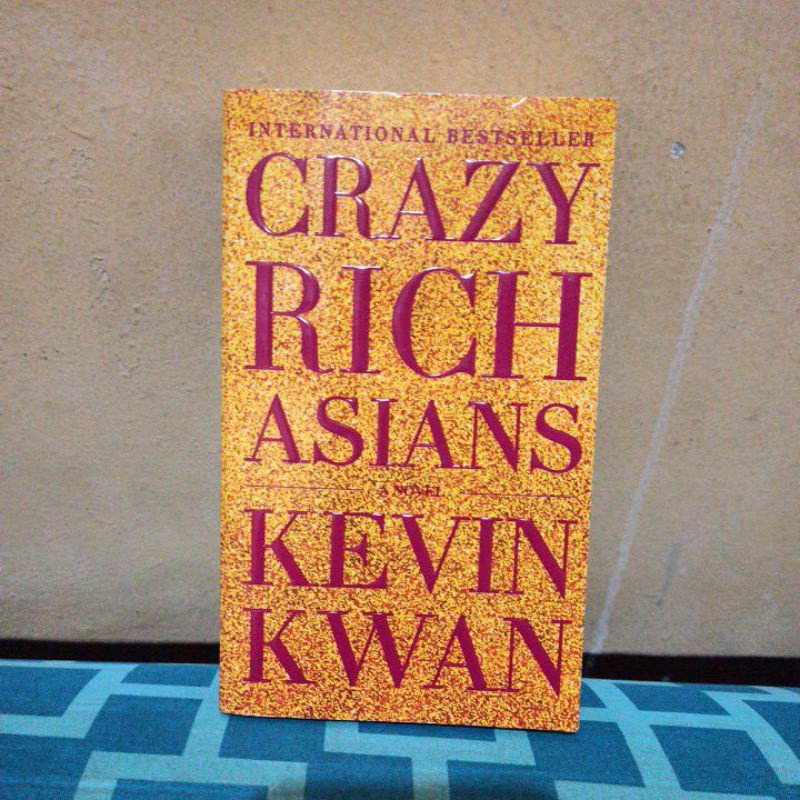 INTERNATIONAL BESTSELLER
CRAZY
RICH
ASIANS
A NOVEL
KEVIN
KWAN